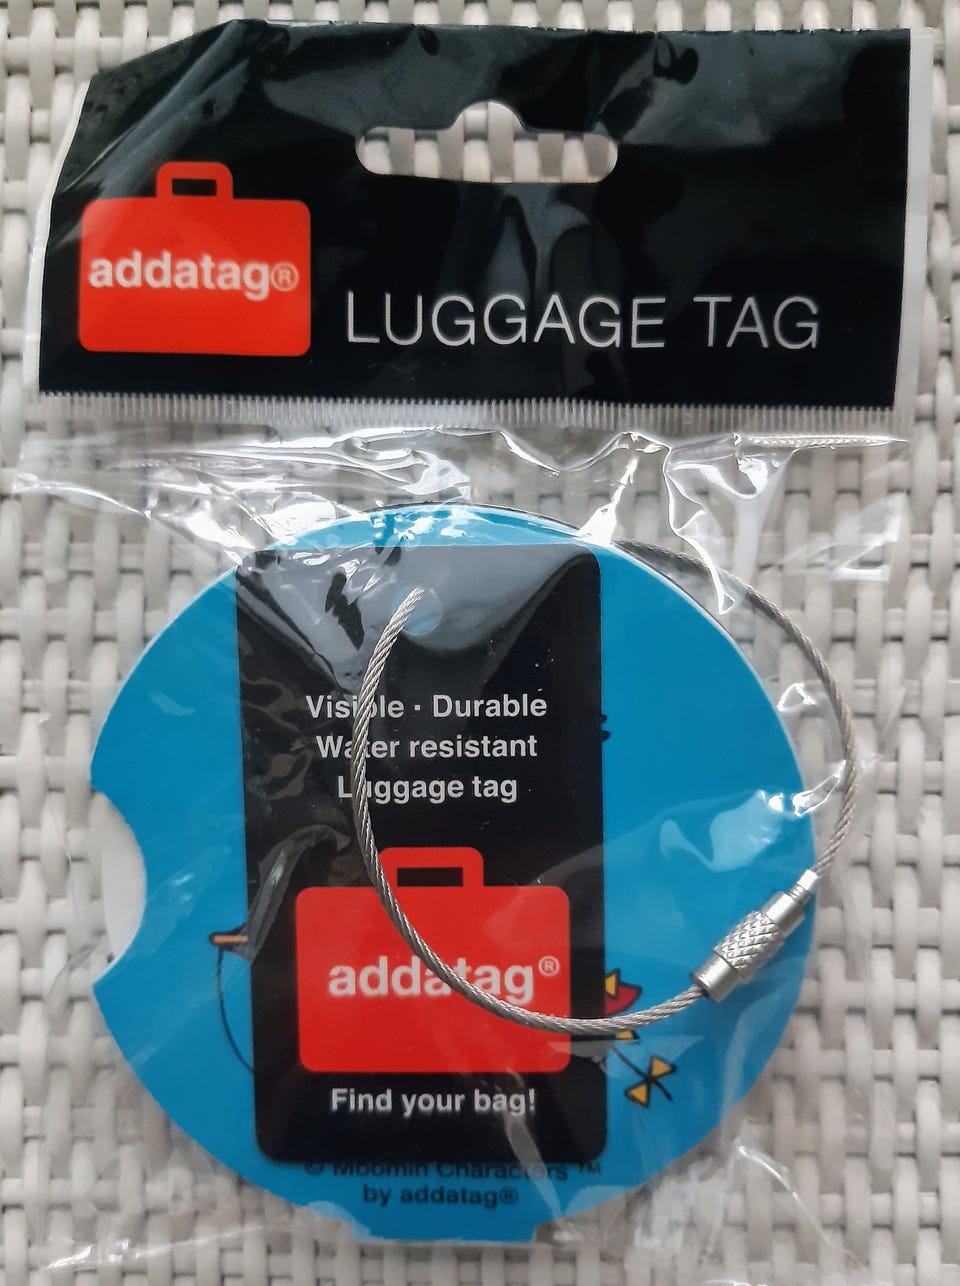 addatag®
LUGGAGE TAG
Visible · Durable
Water resistant
Luggage tag
addatag®
Find your bag!
© Moomin Characters™
by addatag®